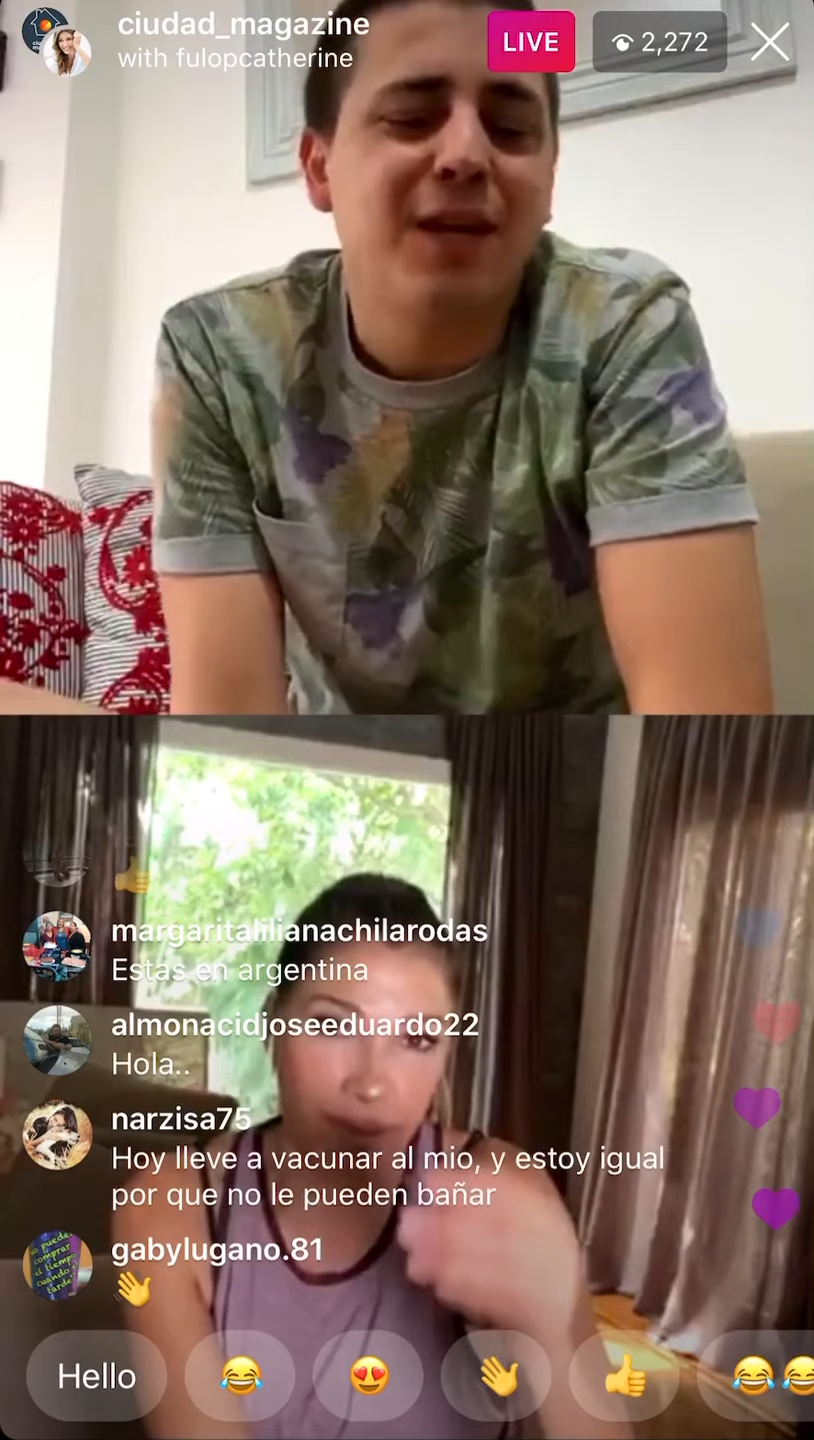 ciudad_magazine
with fulopcatherine
LIVE
2,272
margaritalilianachilarodas
Estas en argentina
almonacidjoseeduardo22
Hola..
narzisa75
Hoy lleve a vacunar al mio, y estoy igual
por que no le pueden bañar
gabylugano.81
👋
Hello
😂
😍
👋
👍
😂😂